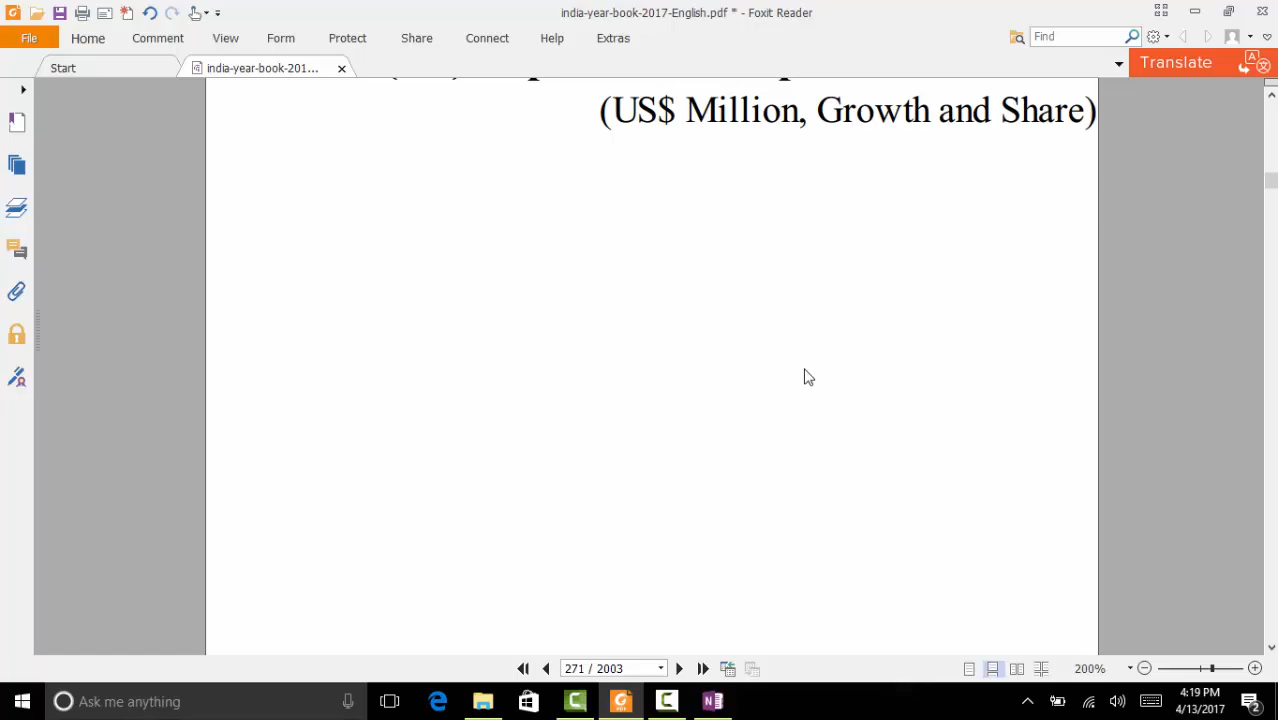 india-year-book-2017-English.pdf * - Foxit Reader
File Home Comment View Form Protect Share Connect Help Extras
Find
Start
india-year-book-201...
Translate
(US$ Million, Growth and Share)
271 / 2003
200%
Ask me anything
4:19 PM
4/13/2017
2